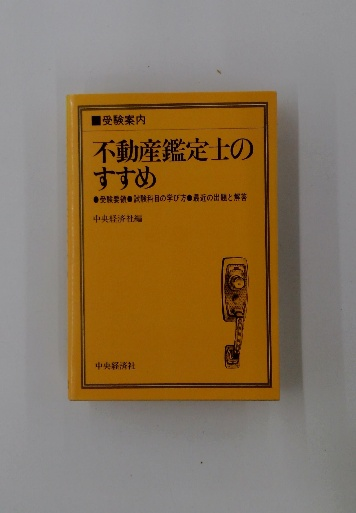 ■受験案内
不動産鑑定士の
すすめ
●受験要領●試験科目の学び方●最近の出題と解答
中央経済社編
中央経済社